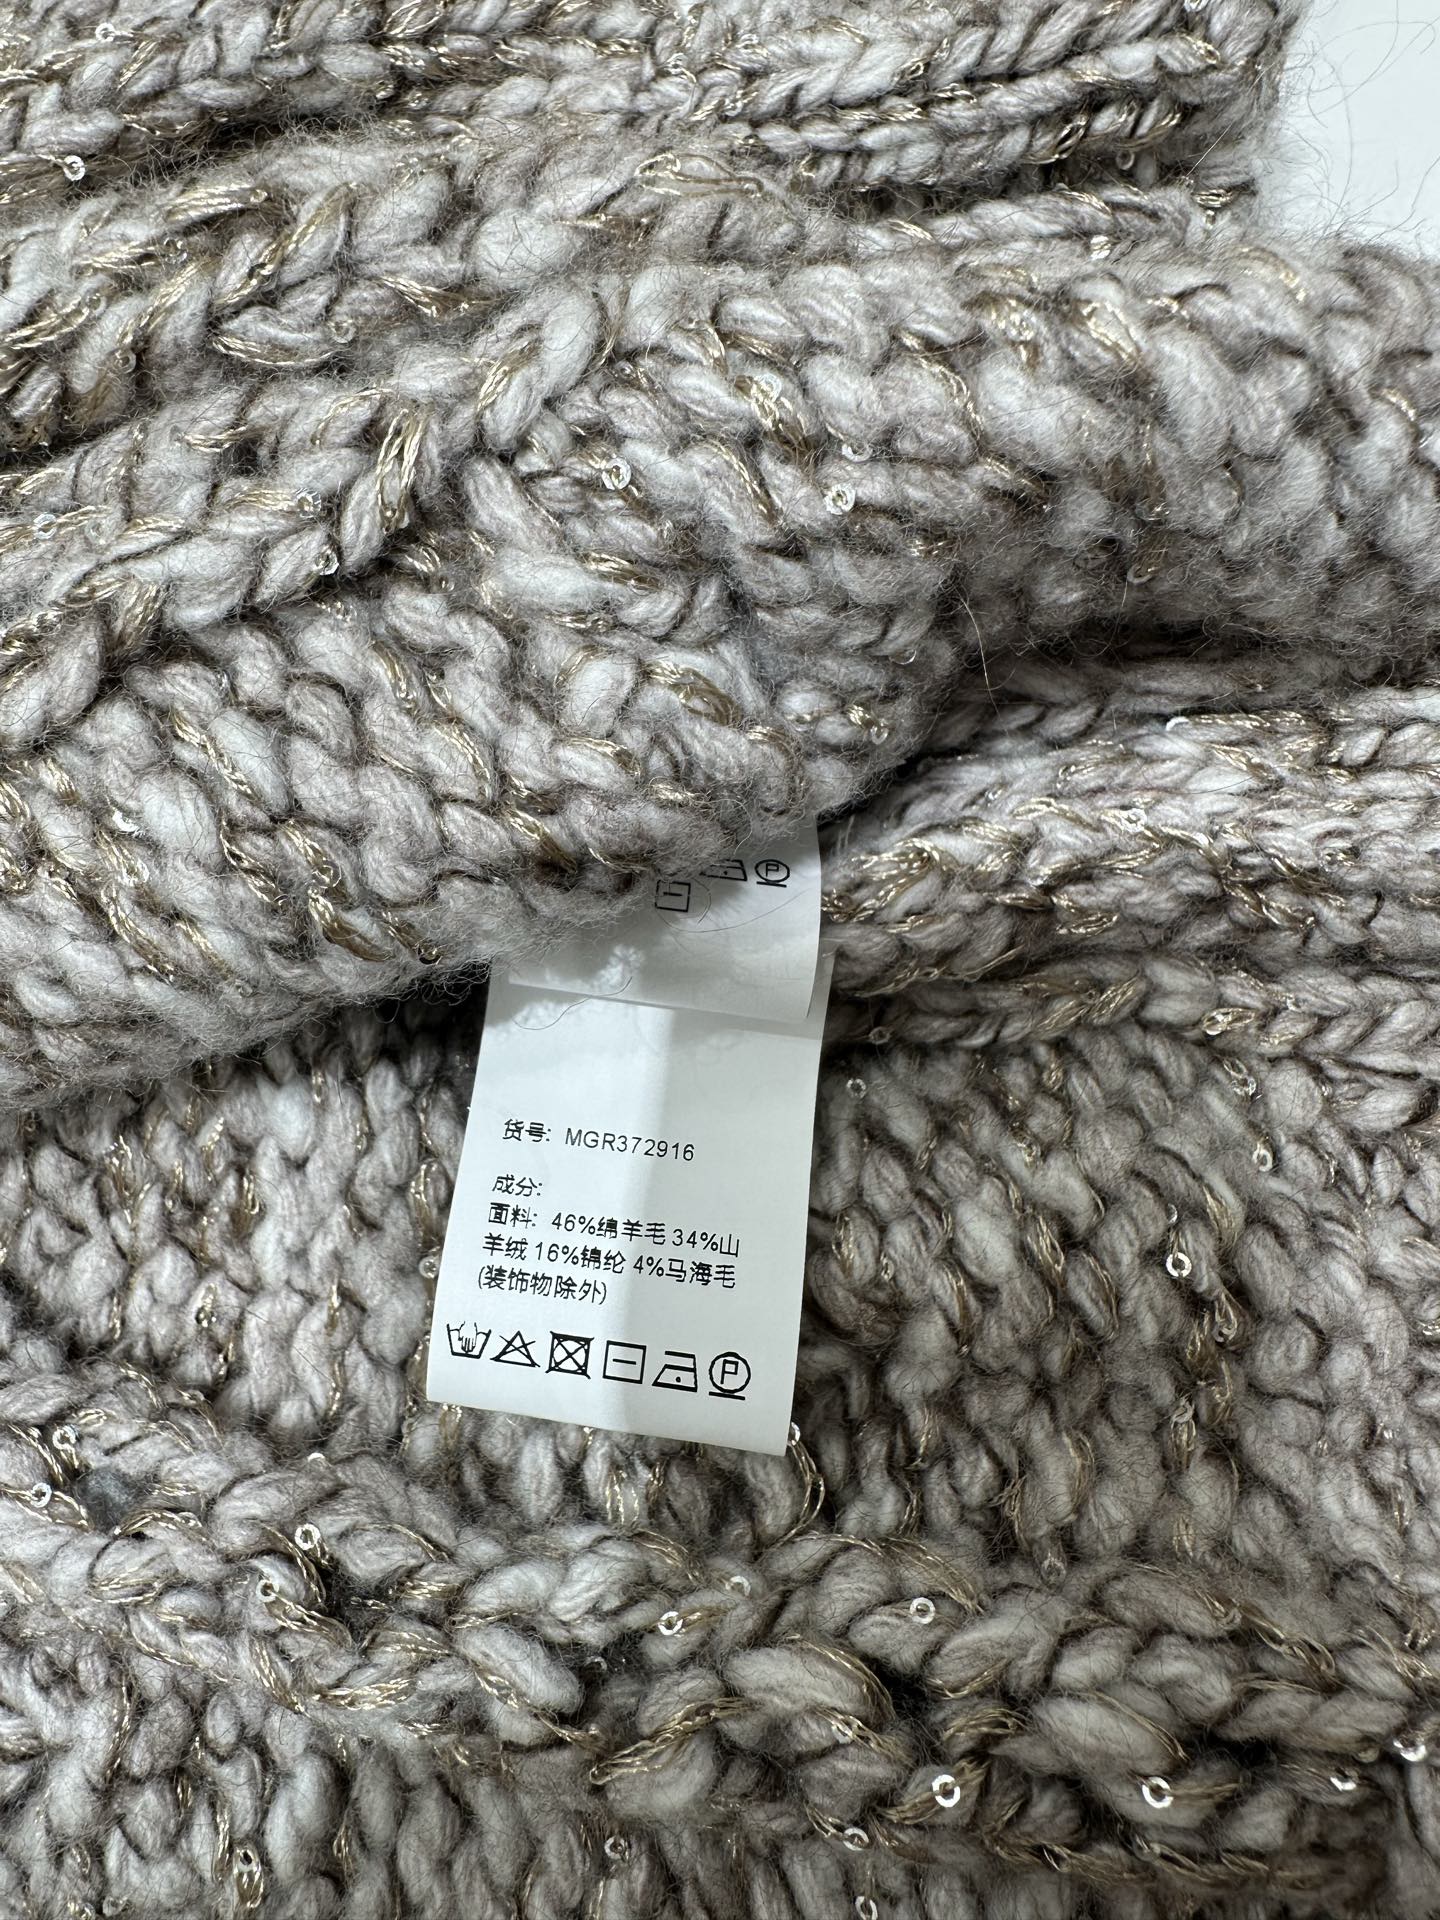 P
货号: MGR372916
成分:
面料: 46%绵羊毛 34%山
羊绒 16%锦纶 4%马海毛
(装饰物除外)
P